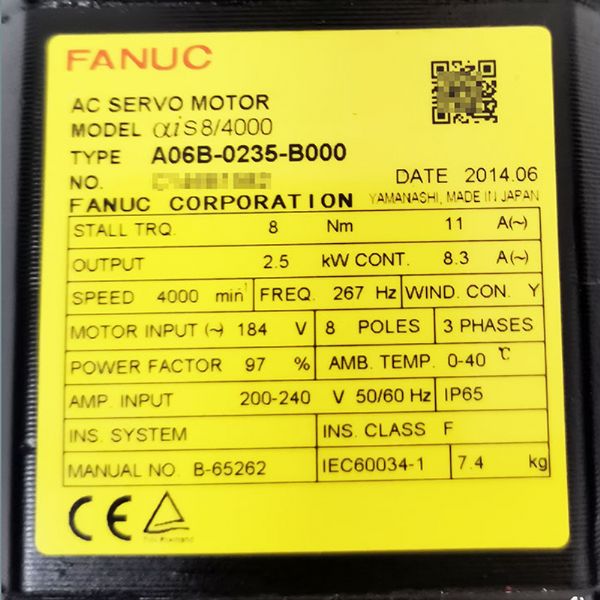 FANUC
AC SERVO MOTOR
MODEL αiS8/4000
TYPE A06B-0235-B000
NO.
DATE 2014.06
FANUC CORPORATION YAMANASHI, MADE IN JAPAN
STALL TRQ. 8 Nm 11 A(~)
OUTPUT 2.5 kW CONT. 8.3 A(~)
SPEED 4000 min⁻¹ FREQ. 267 Hz WIND. CON. Y
MOTOR INPUT (~) 184 V 8 POLES 3 PHASES
POWER FACTOR 97 % AMB. TEMP. 0-40 ℃
AMP. INPUT 200-240 V 50/60 Hz IP65
INS. SYSTEM INS. CLASS F
MANUAL NO. B-65262 IEC60034-1 7.4 kg
CE